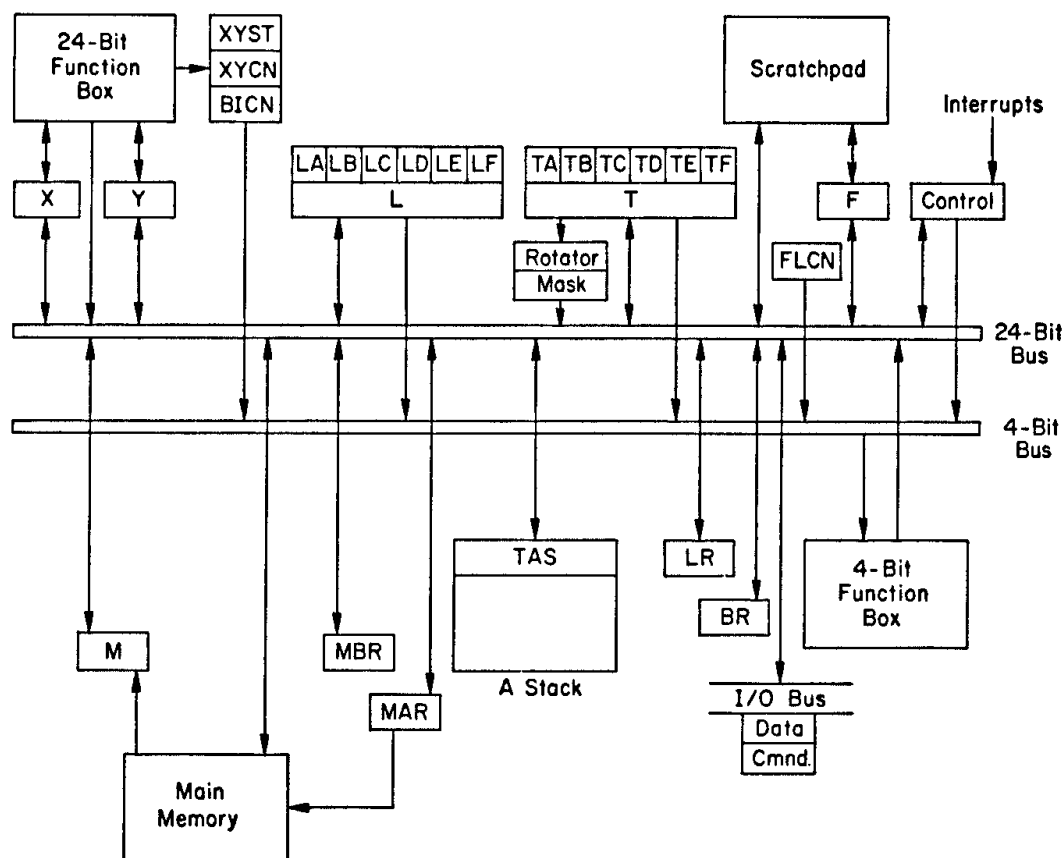 24-Bit
Function
Box
XYST
XYCN
BICN
Scratchpad
Interrupts
LA LB LC LD LE LF
L
TA TB TC TD TE TF
T
X
Y
F
Control
Rotator
Mask
FLCN
24-Bit
Bus
4-Bit
Bus
TAS
A Stack
LR
BR
4-Bit
Function
Box
M
MBR
MAR
I/O Bus
Data
Cmnd.
Main
Memory